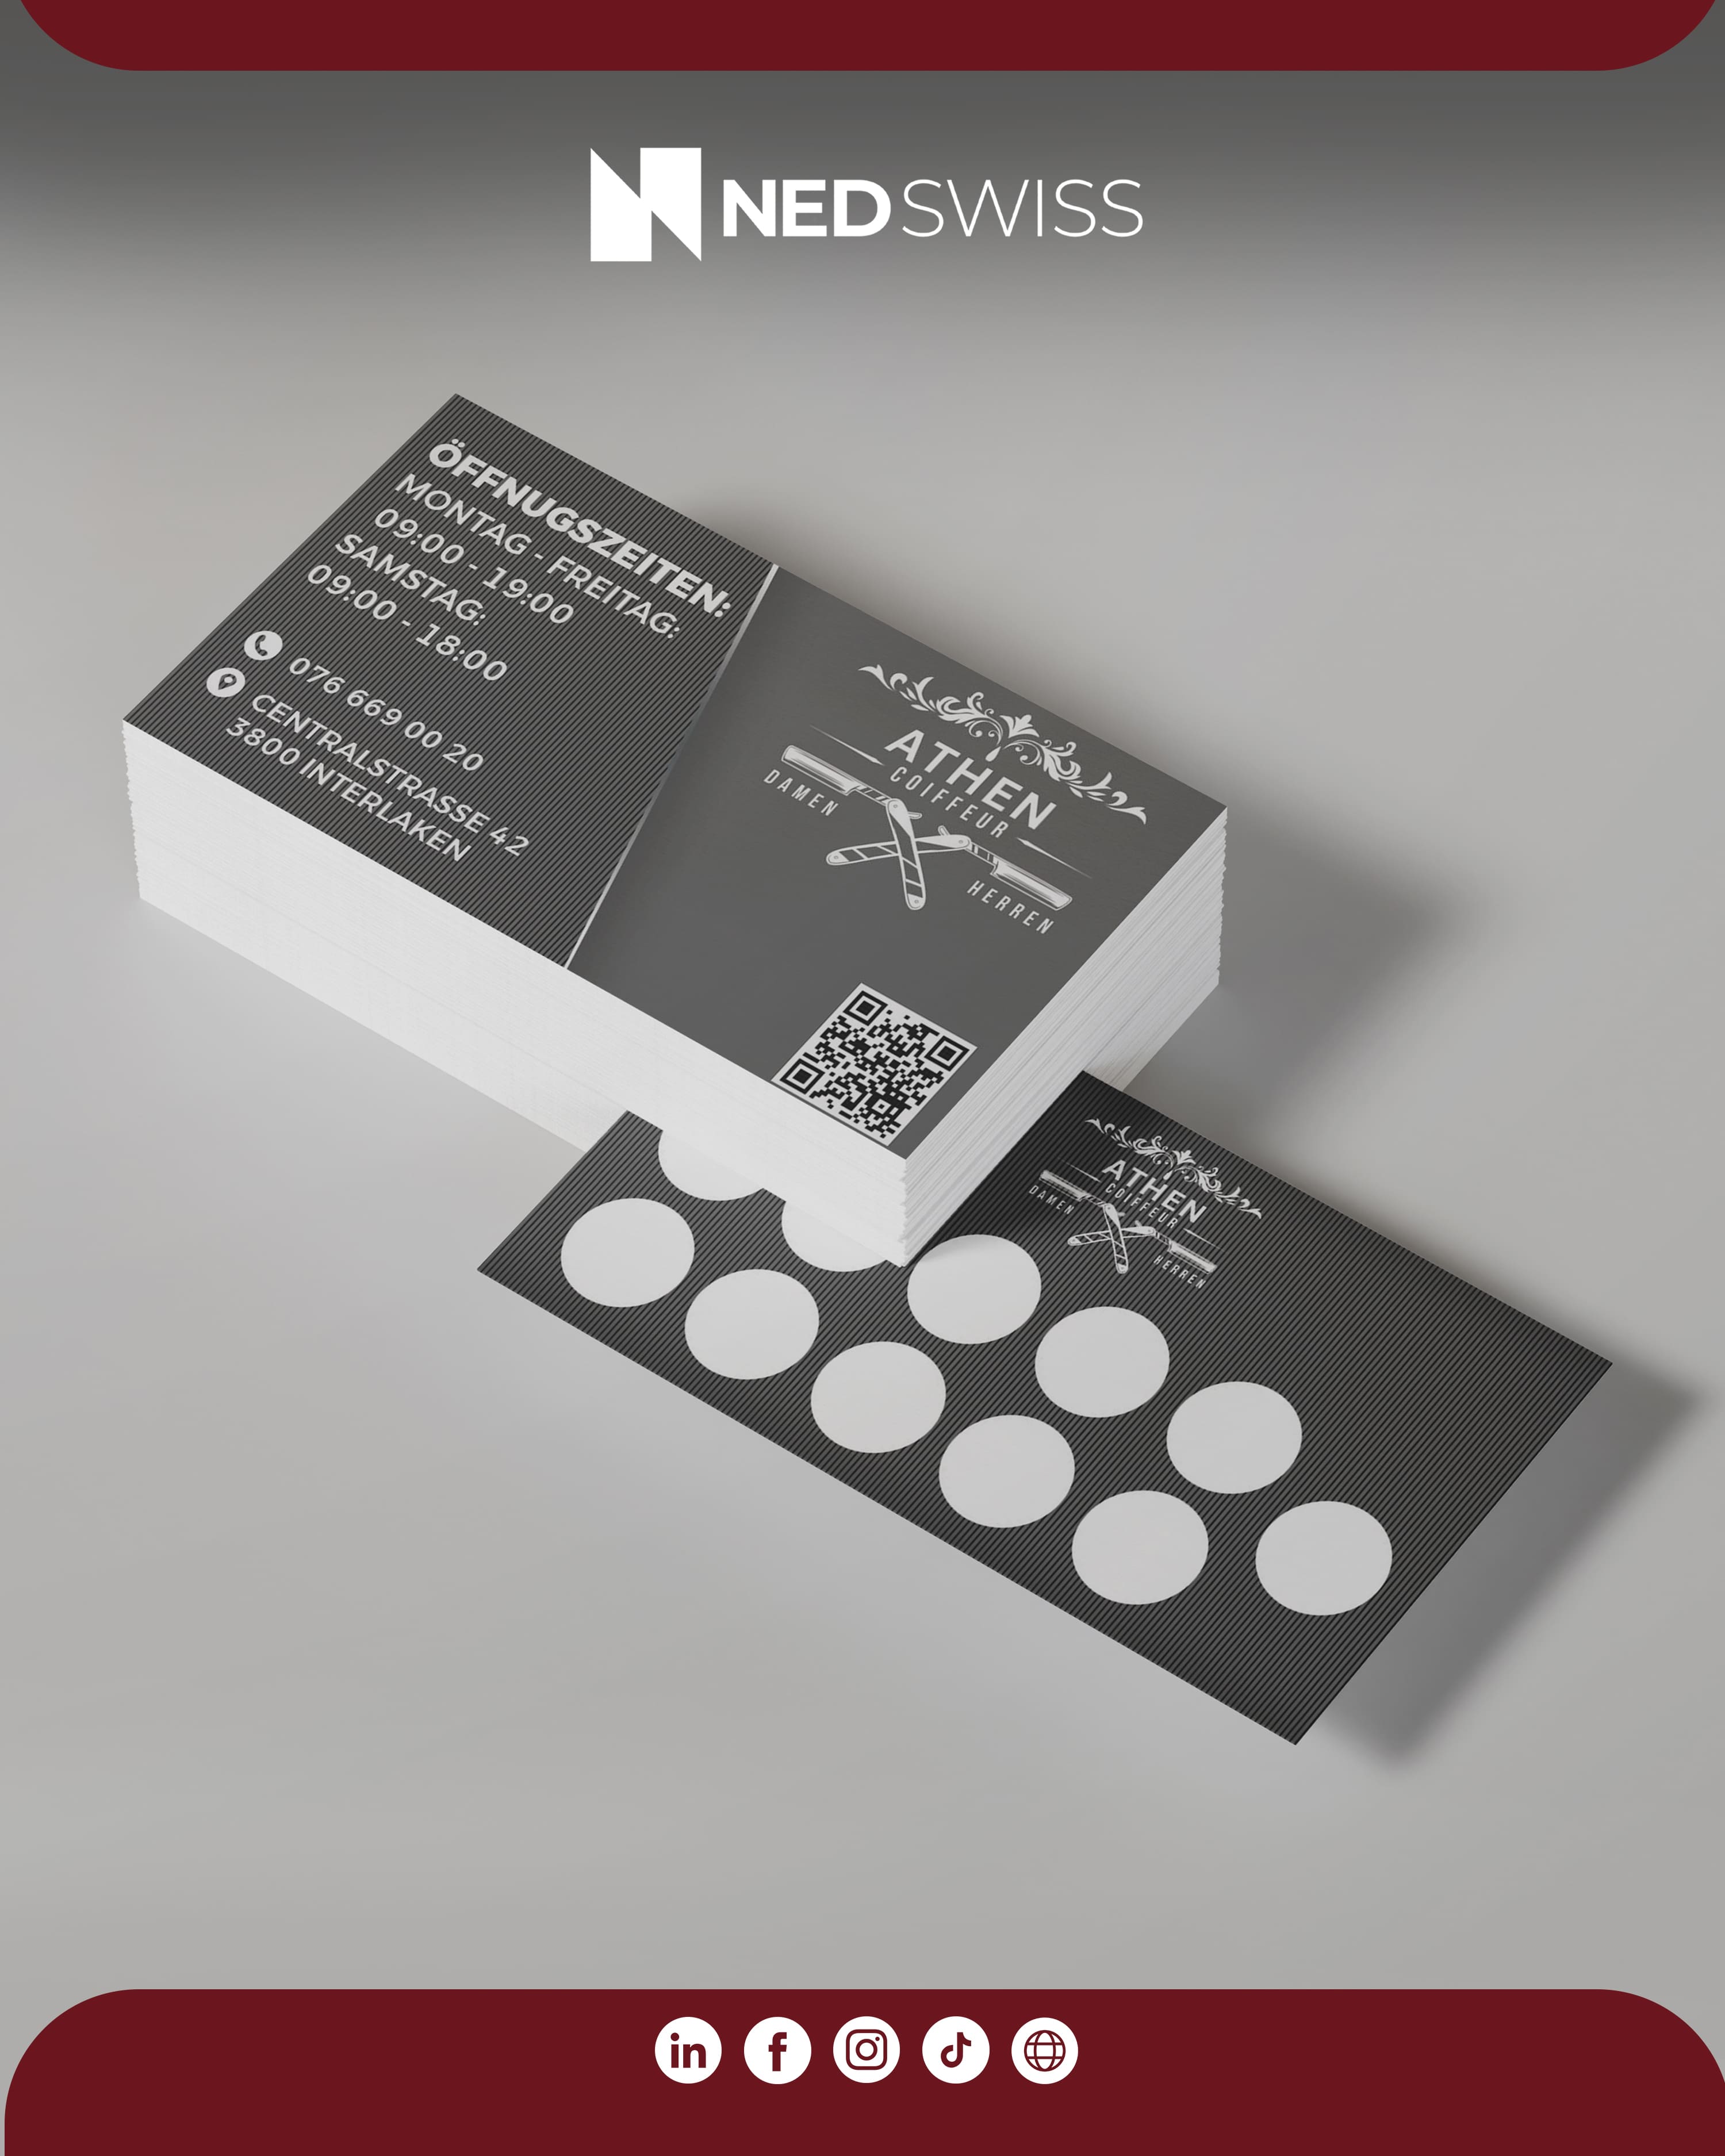 NEDSWISS
ÖFFNUGSZEITEN:
MONTAG - FREITAG:
09:00 - 19:00
SAMSTAG:
09:00 - 18:00
076 669 00 20
CENTRALSTRASSE 42
3800 INTERLAKEN
ATHEN
COIFFEUR
DAMEN
HERREN
ATHEN
COIFFEUR
DAMEN
HERREN
in
f